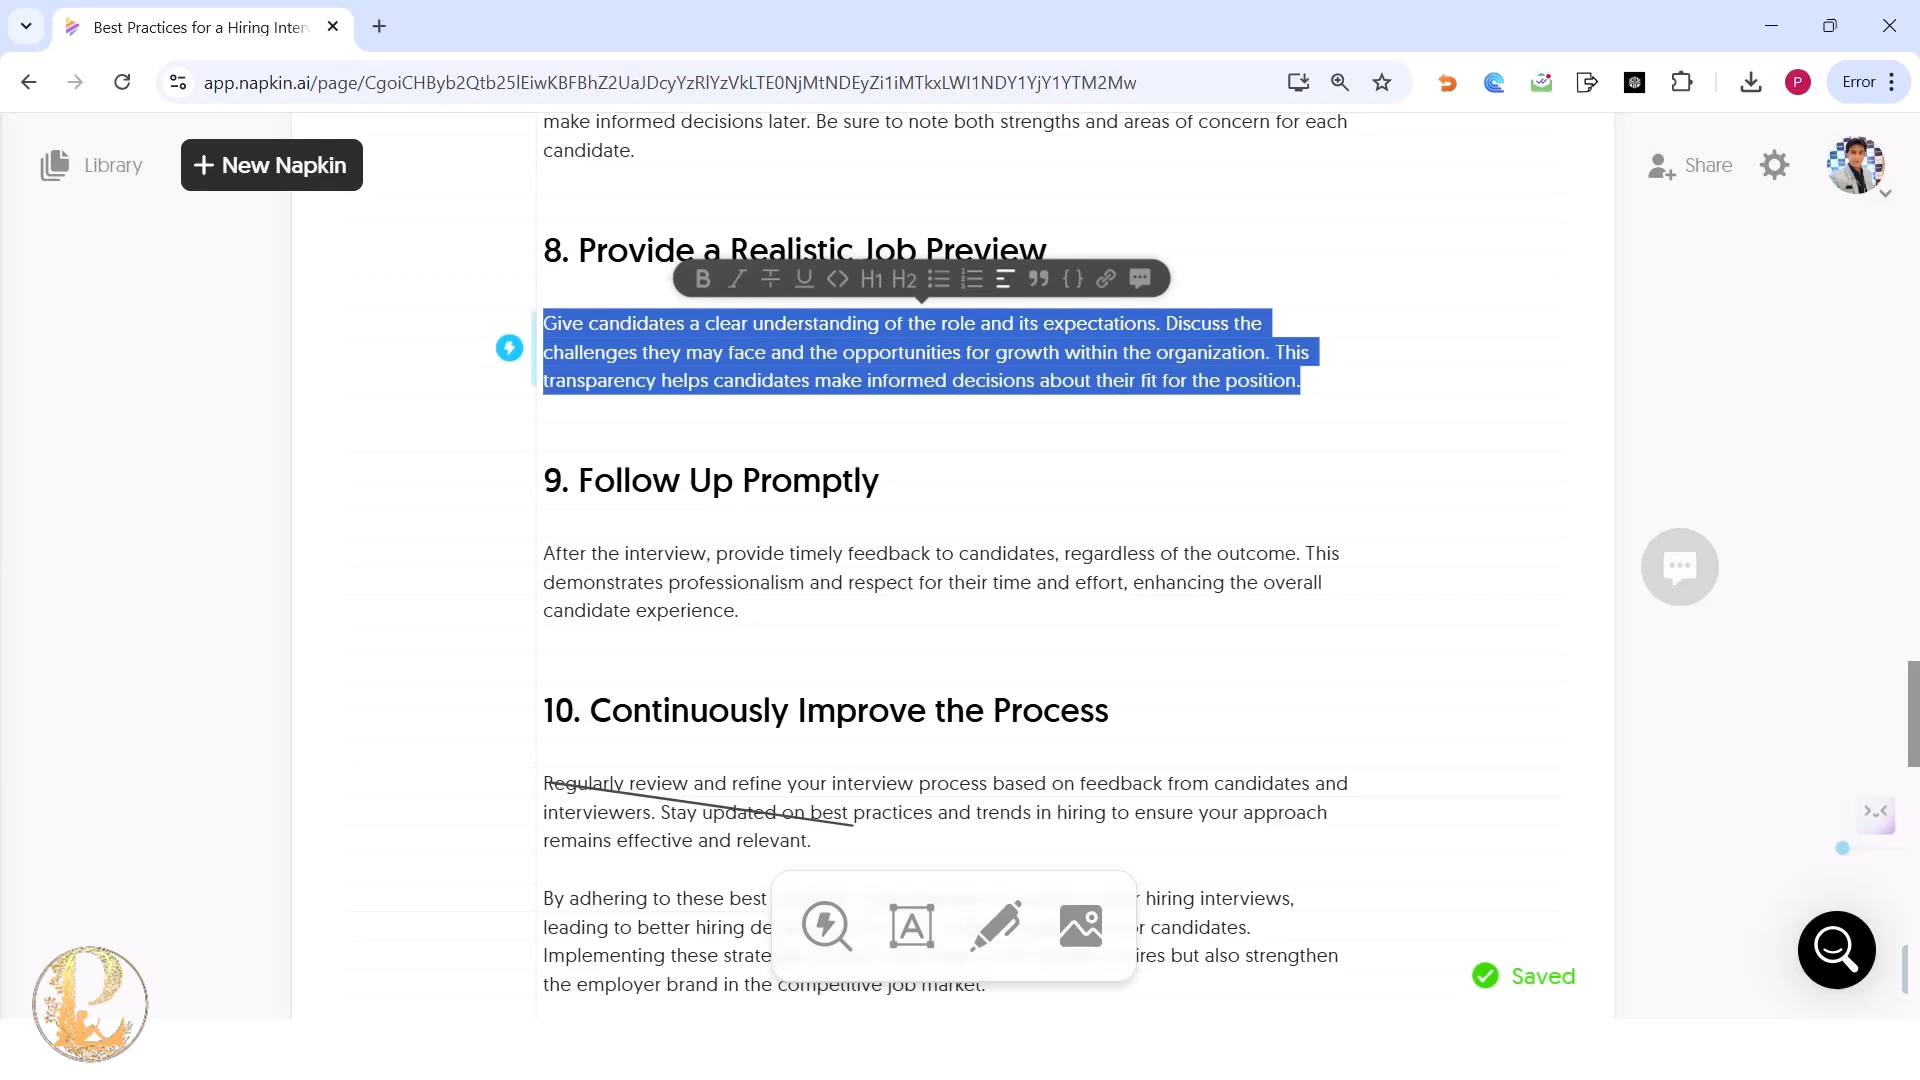 Best Practices for a Hiring Inter
app.napkin.ai/page/CgoiCHByb2Qtb25lEiwKBFBhZ2UaJDcyYzRlYzVkLTE0NjMtNDEyZi1iMTkxLWI1NDY1YjY1YTM2Mw
P
Error
Library
+ New Napkin
Share
make informed decisions later. Be sure to note both strengths and areas of concern for each
candidate.
8. Provide a Realistic Job Preview
B I T U <> H1 H2
Give candidates a clear understanding of the role and its expectations. Discuss the
challenges they may face and the opportunities for growth within the organization. This
transparency helps candidates make informed decisions about their fit for the position.
9. Follow Up Promptly
After the interview, provide timely feedback to candidates, regardless of the outcome. This
demonstrates professionalism and respect for their time and effort, enhancing the overall
candidate experience.
10. Continuously Improve the Process
Regularly review and refine your interview process based on feedback from candidates and
interviewers. Stay updated on best practices and trends in hiring to ensure your approach
remains effective and relevant.
By adhering to these best hiring interviews,
leading to better hiring de or candidates.
Implementing these strate ires but also strengthen
the employer brand in the competitive job market.
A
Saved